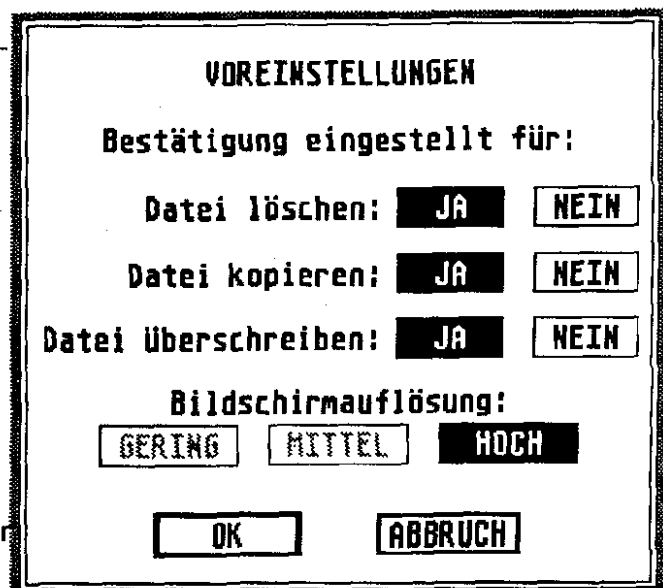 VOREINSTELLUNGEN
Bestätigung eingestellt für:
Datei löschen: JA NEIN
Datei kopieren: JA NEIN
Datei überschreiben: JA NEIN
Bildschirmauflösung:
GERING MITTEL HOCH
OK ABBRUCH